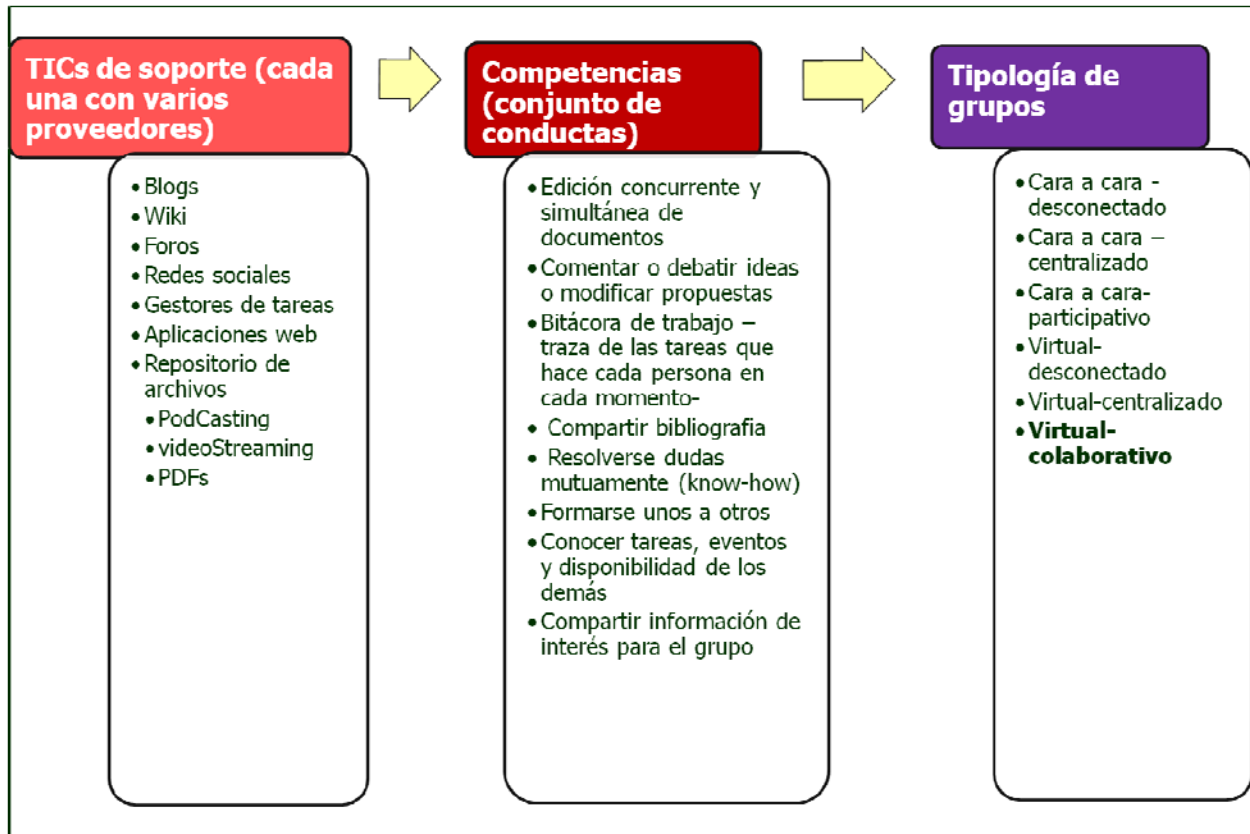 TICs de soporte (cada
una con varios
proveedores)
• Blogs
• Wiki
• Foros
• Redes sociales
• Gestores de tareas
• Aplicaciones web
• Repositorio de
archivos
• PodCasting
• videoStreaming
• PDFs
Competencias
(conjunto de
conductas)
• Edición concurrente y
simultánea de
documentos
• Comentar o debatir ideas
o modificar propuestas
• Bitácora de trabajo –
traza de las tareas que
hace cada persona en
cada momento-
• Compartir bibliografia
• Resolverse dudas
mutuamente (know-how)
• Formarse unos a otros
• Conocer tareas, eventos
y disponibilidad de los
demás
• Compartir información de
interés para el grupo
Tipología de
grupos
• Cara a cara -
desconectado
• Cara a cara –
centralizado
• Cara a cara-
participativo
• Virtual-
desconectado
• Virtual-centralizado
• Virtual-
colaborativo